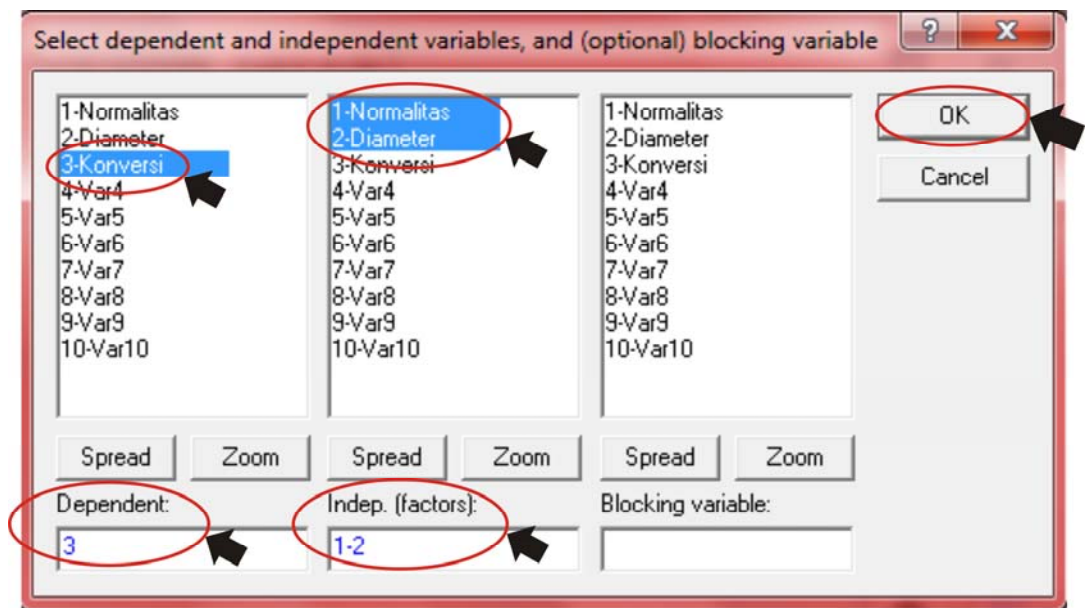 Select dependent and independent variables, and (optional) blocking variable
1-Normalitas
2-Diameter
3-Konversi
4-Var4
5-Var5
6-Var6
7-Var7
8-Var8
9-Var9
10-Var10
1-Normalitas
2-Diameter
3-Konversi
4-Var4
5-Var5
6-Var6
7-Var7
8-Var8
9-Var9
10-Var10
1-Normalitas
2-Diameter
3-Konversi
4-Var4
5-Var5
6-Var6
7-Var7
8-Var8
9-Var9
10-Var10
OK
Cancel
Spread Zoom Spread Zoom Spread Zoom
Dependent: Indep. (factors): Blocking variable:
3 1-2